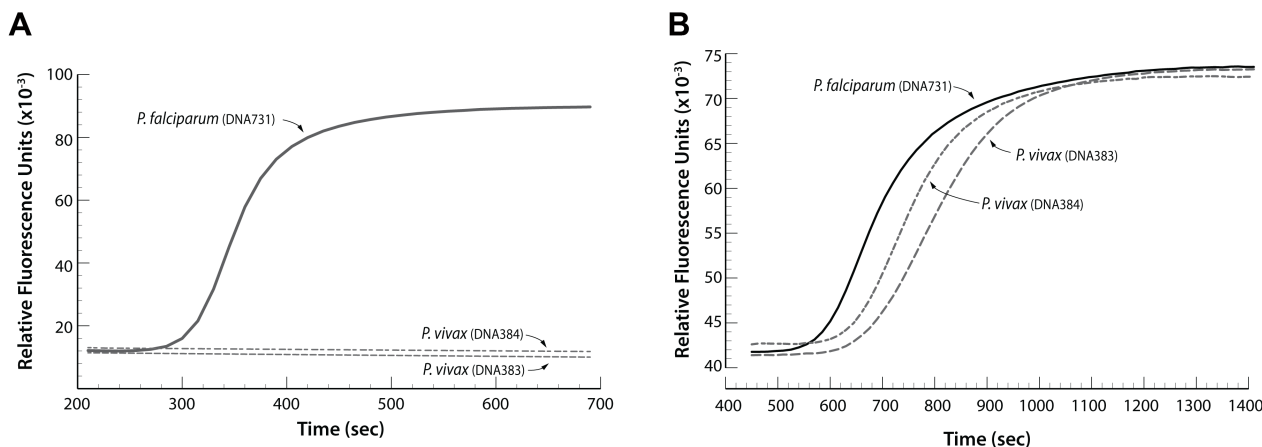 A
Relative Fluorescence Units (x10⁻³)
100
80
60
40
20
P. falciparum (DNA731)
P. vivax (DNA384)
P. vivax (DNA383)
200 300 400 500 600 700
Time (sec)
B
Relative Fluorescence Units (x10⁻³)
75
70
65
60
55
50
45
40
P. falciparum (DNA731)
P. vivax (DNA383)
P. vivax (DNA384)
400 500 600 700 800 900 1000 1100 1200 1300 1400
Time (sec)